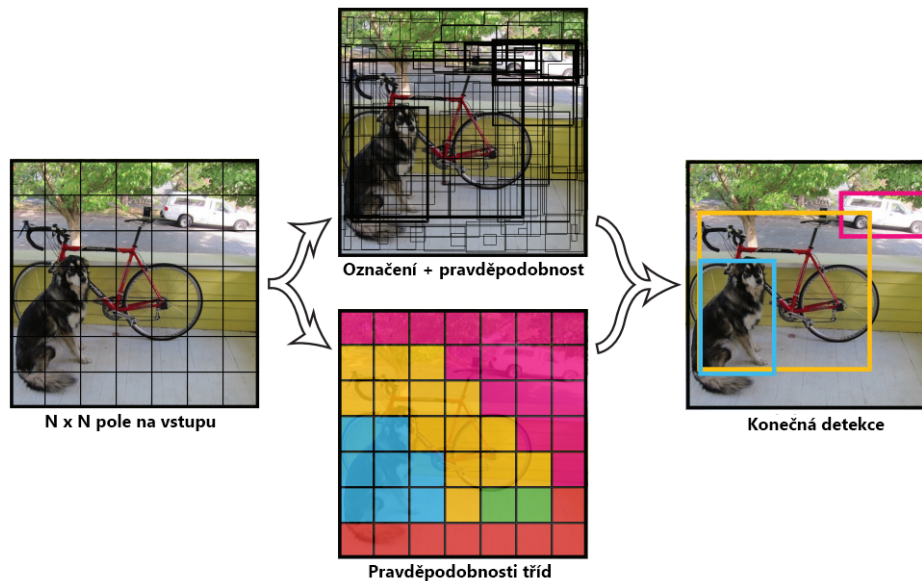 Označení + pravděpodobnost
N x N pole na vstupu
Konečná detekce
Pravděpodobnosti tříd